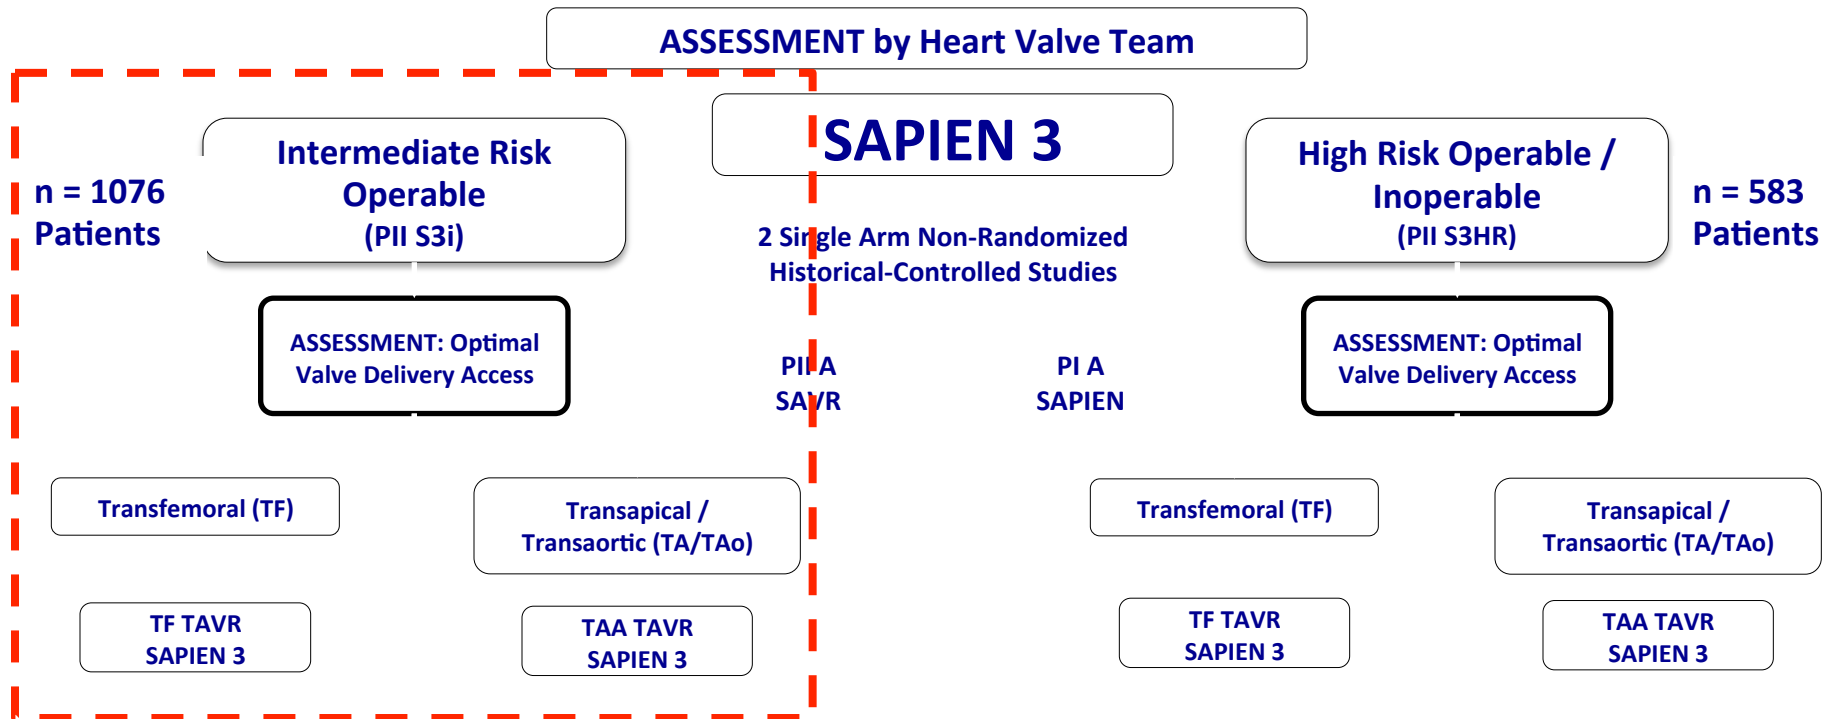 ASSESSMENT by Heart Valve Team
SAPIEN 3
Intermediate Risk
Operable
(PII S3i)
n = 1076
Patients
High Risk Operable /
Inoperable
(PII S3HR)
n = 583
Patients
2 Single Arm Non-Randomized
Historical-Controlled Studies
ASSESSMENT: Optimal
Valve Delivery Access
PII A
SAVR
PI A
SAPIEN
ASSESSMENT: Optimal
Valve Delivery Access
Transfemoral (TF)
Transapical /
Transaortic (TA/TAo)
Transfemoral (TF)
Transapical /
Transaortic (TA/TAo)
TF TAVR
SAPIEN 3
TAA TAVR
SAPIEN 3
TF TAVR
SAPIEN 3
TAA TAVR
SAPIEN 3